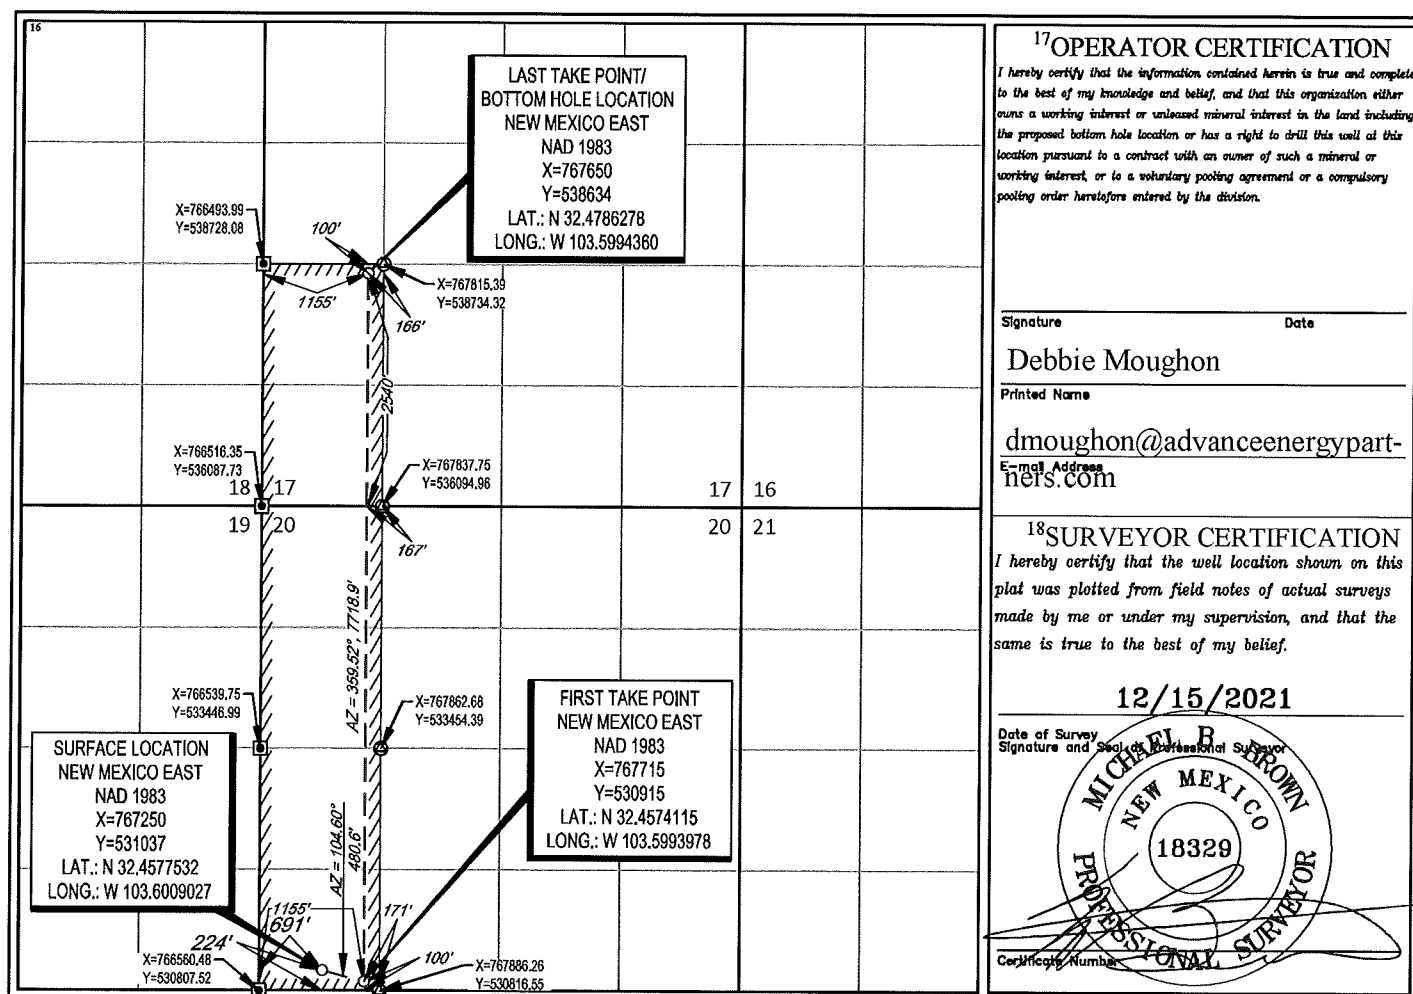 16
LAST TAKE POINT/
BOTTOM HOLE LOCATION
NEW MEXICO EAST
NAD 1983
X=767650
Y=538634
LAT.: N 32.4786278
LONG.: W 103.5994360
X=766493.99
Y=538728.08
100'
1155'
X=767815.39
Y=538734.32
166'
2540'
X=766516.35
Y=536087.73
X=767837.75
Y=536094.96
18 17
19 20
17 16
20 21
167'
AZ = 359.52°, 7718.9'
X=766539.75
Y=533446.99
X=767862.68
Y=533454.39
SURFACE LOCATION
NEW MEXICO EAST
NAD 1983
X=767250
Y=531037
LAT.: N 32.4577532
LONG.: W 103.6009027
FIRST TAKE POINT
NEW MEXICO EAST
NAD 1983
X=767715
Y=530915
LAT.: N 32.4574115
LONG.: W 103.5993978
AZ = 104.60°
480.6'
1155'
171'
691'
224'
100'
X=766560.48
Y=530807.52
X=767886.26
Y=530816.55
17 OPERATOR CERTIFICATION
I hereby certify that the information contained herein is true and complete
to the best of my knowledge and belief, and that this organization either
owns a working interest or unleased mineral interest in the land including
the proposed bottom hole location or has a right to drill this well at this
location pursuant to a contract with an owner of such a mineral or
working interest, or to a voluntary pooling agreement or a compulsory
pooling order heretofore entered by the division.
Signature Date
Debbie Moughon
Printed Name
dmoughon@advanceenergypart-
E-mail Address
ners.com
18 SURVEYOR CERTIFICATION
I hereby certify that the well location shown on this
plat was plotted from field notes of actual surveys
made by me or under my supervision, and that the
same is true to the best of my belief.
12/15/2021
Date of Survey
Signature and Seal of Professional Surveyor
MICHAEL B. BROWN
NEW MEXICO
18329
PROFESSIONAL SURVEYOR
Certificate Number